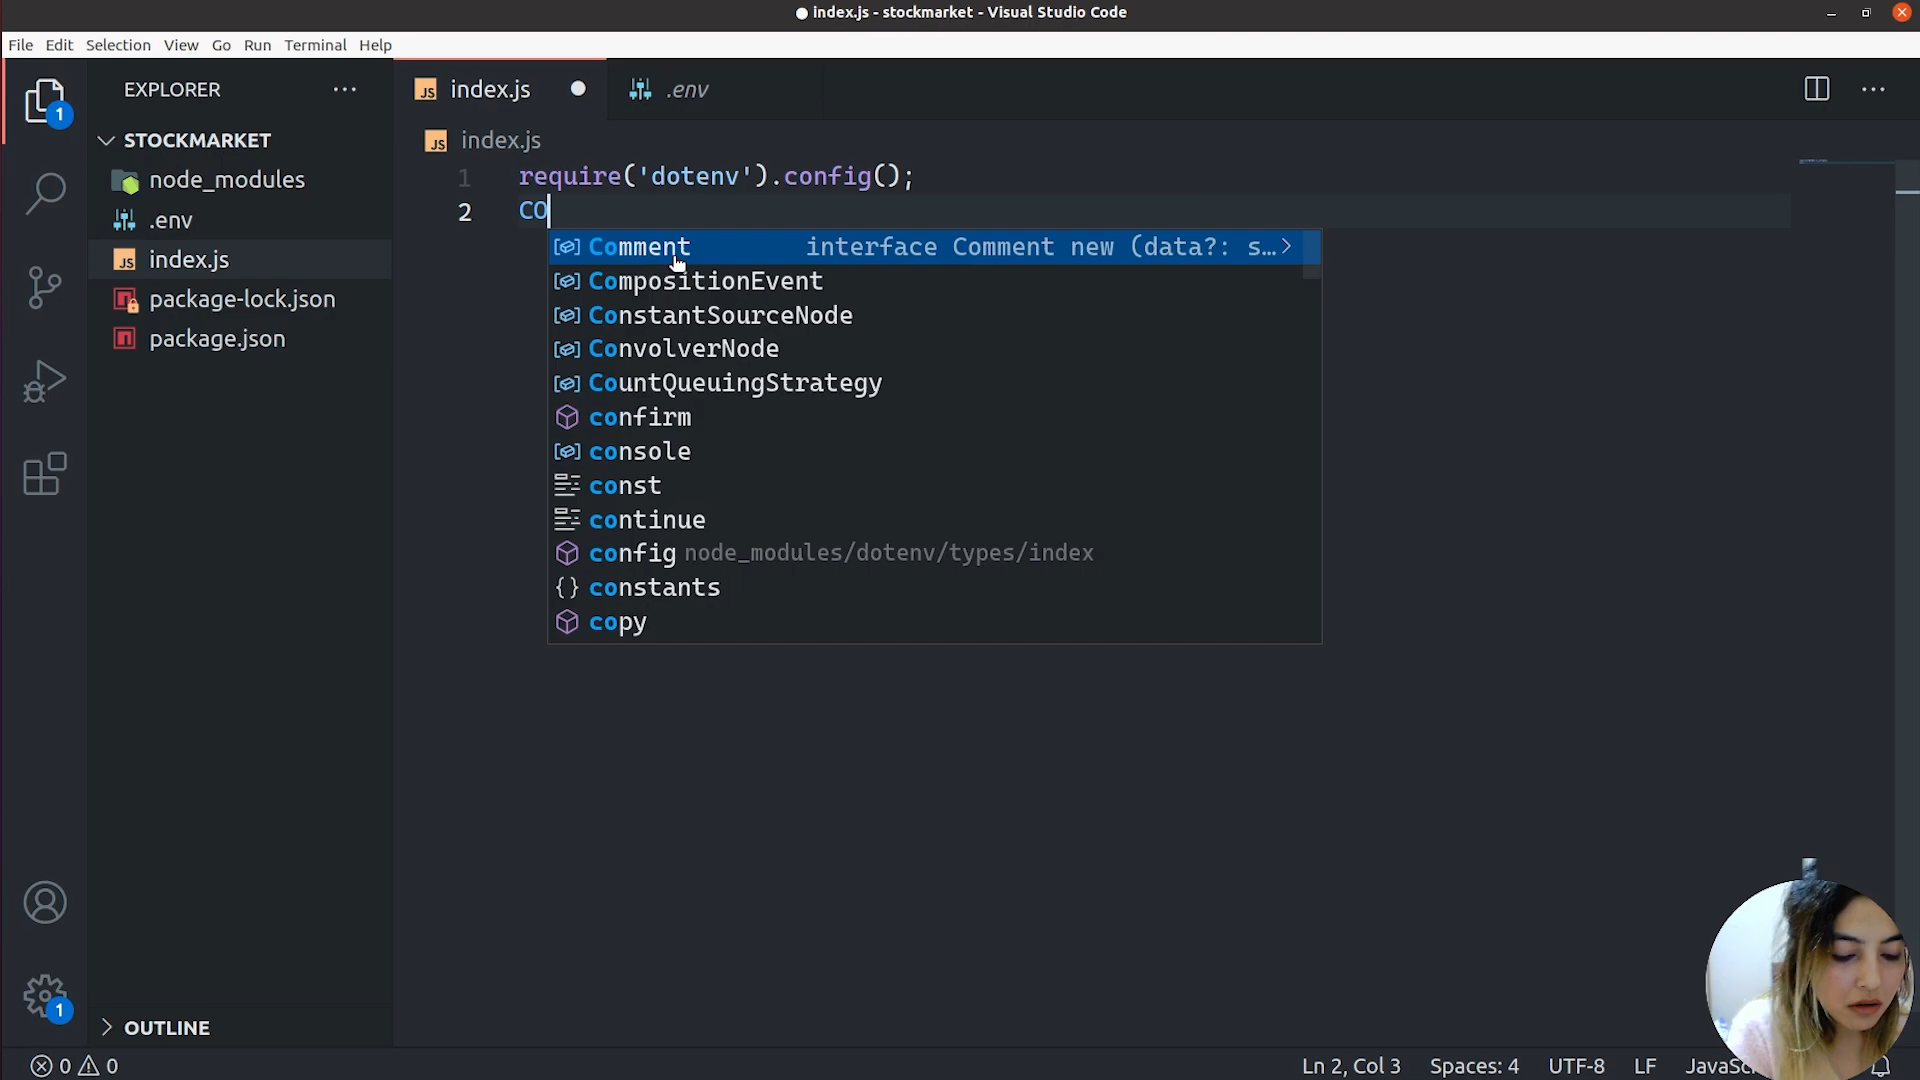 index.js - stockmarket - Visual Studio Code
File Edit Selection View Go Run Terminal Help
EXPLORER
index.js
.env
1
STOCKMARKET
index.js
node_modules
1 require('dotenv').config();
.env
2 CO
index.js
Comment interface Comment new (data?: s…
package-lock.json
CompositionEvent
package.json
ConstantSourceNode
ConvolverNode
CountQueuingStrategy
confirm
console
const
continue
config node_modules/dotenv/types/index
constants
copy
1
OUTLINE
0 0
Ln 2, Col 3 Spaces: 4 UTF-8 LF